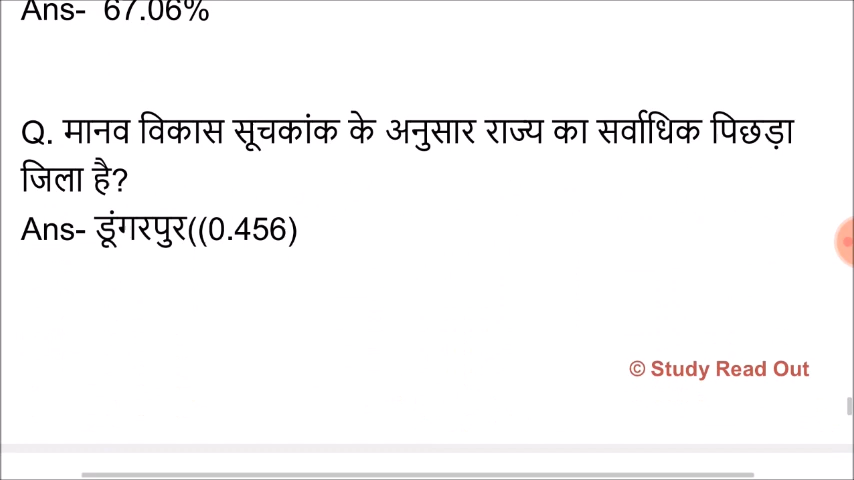 Ans- 67.06%
Q. मानव विकास सूचकांक के अनुसार राज्य का सर्वाधिक पिछड़ा
जिला है?
Ans- डूंगरपुर((0.456)
© Study Read Out